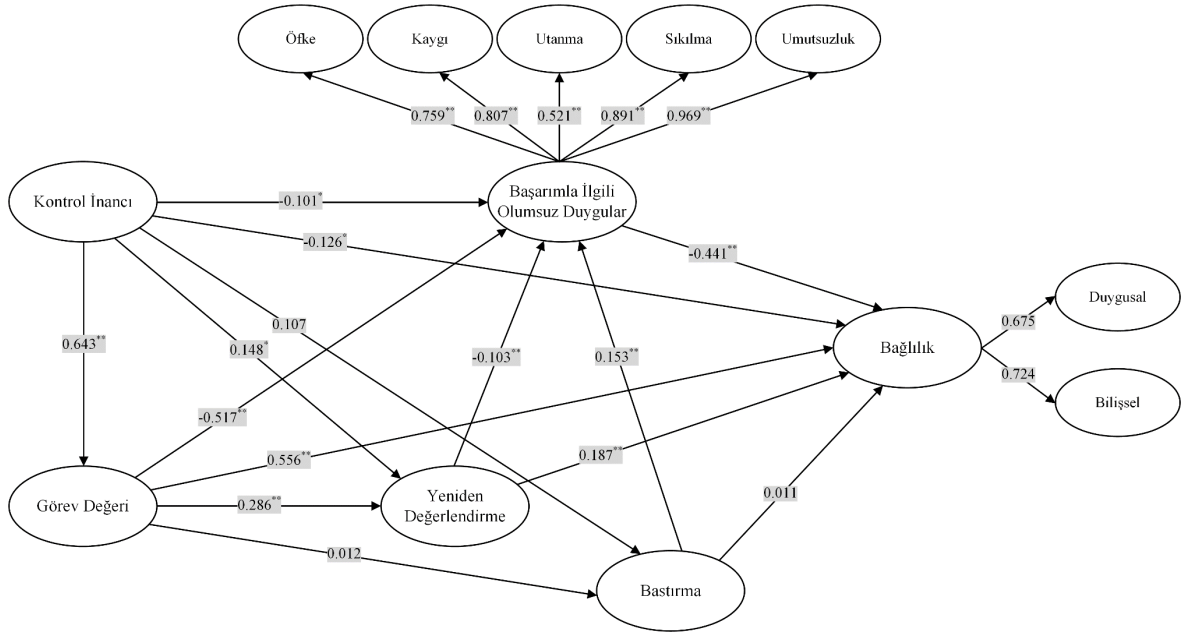 Öfke
Kaygı
Utanma
Sıkılma
Umutsuzluk
0.759**
0.807**
0.521**
0.891**
0.969**
Kontrol İnancı
-0.101*
Başarımla İlgili
Olumsuz Duygular
-0.126*
-0.441**
Duygusal
0.675
0.643**
0.148*
0.107
-0.103**
0.153**
Bağlılık
0.724
Bilişsel
-0.517**
0.556**
0.187**
Görev Değeri
0.286**
Yeniden
Değerlendirme
0.011
0.012
Bastırma